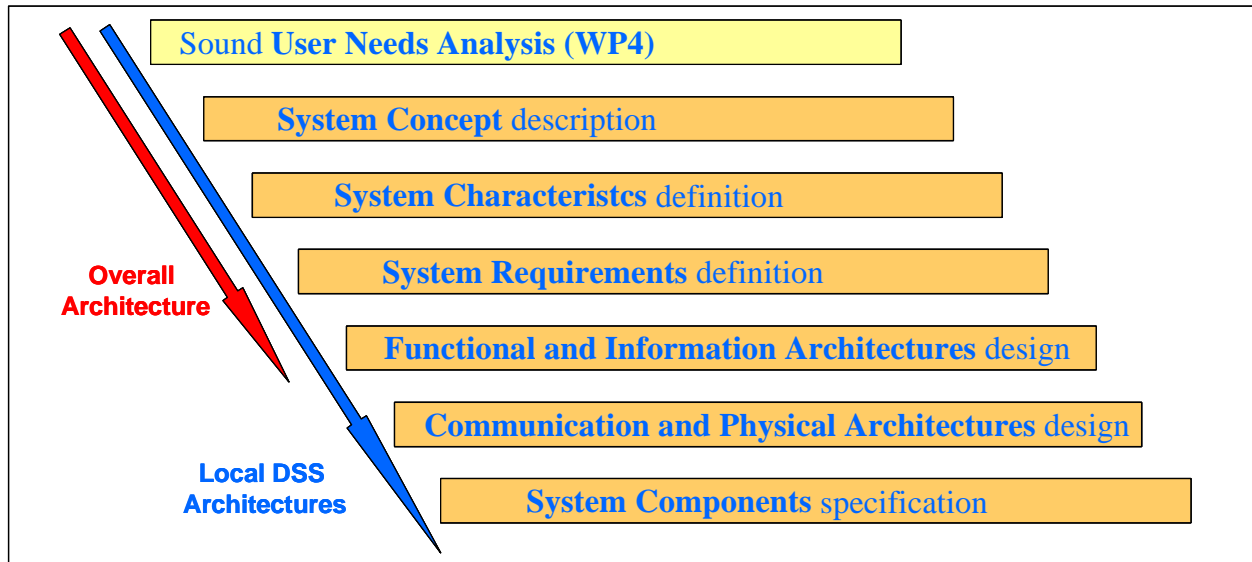 Sound User Needs Analysis (WP4)
System Concept description
System Characteristcs definition
System Requirements definition
Overall
Architecture
Functional and Information Architectures design
Communication and Physical Architectures design
Local DSS
Architectures
System Components specification